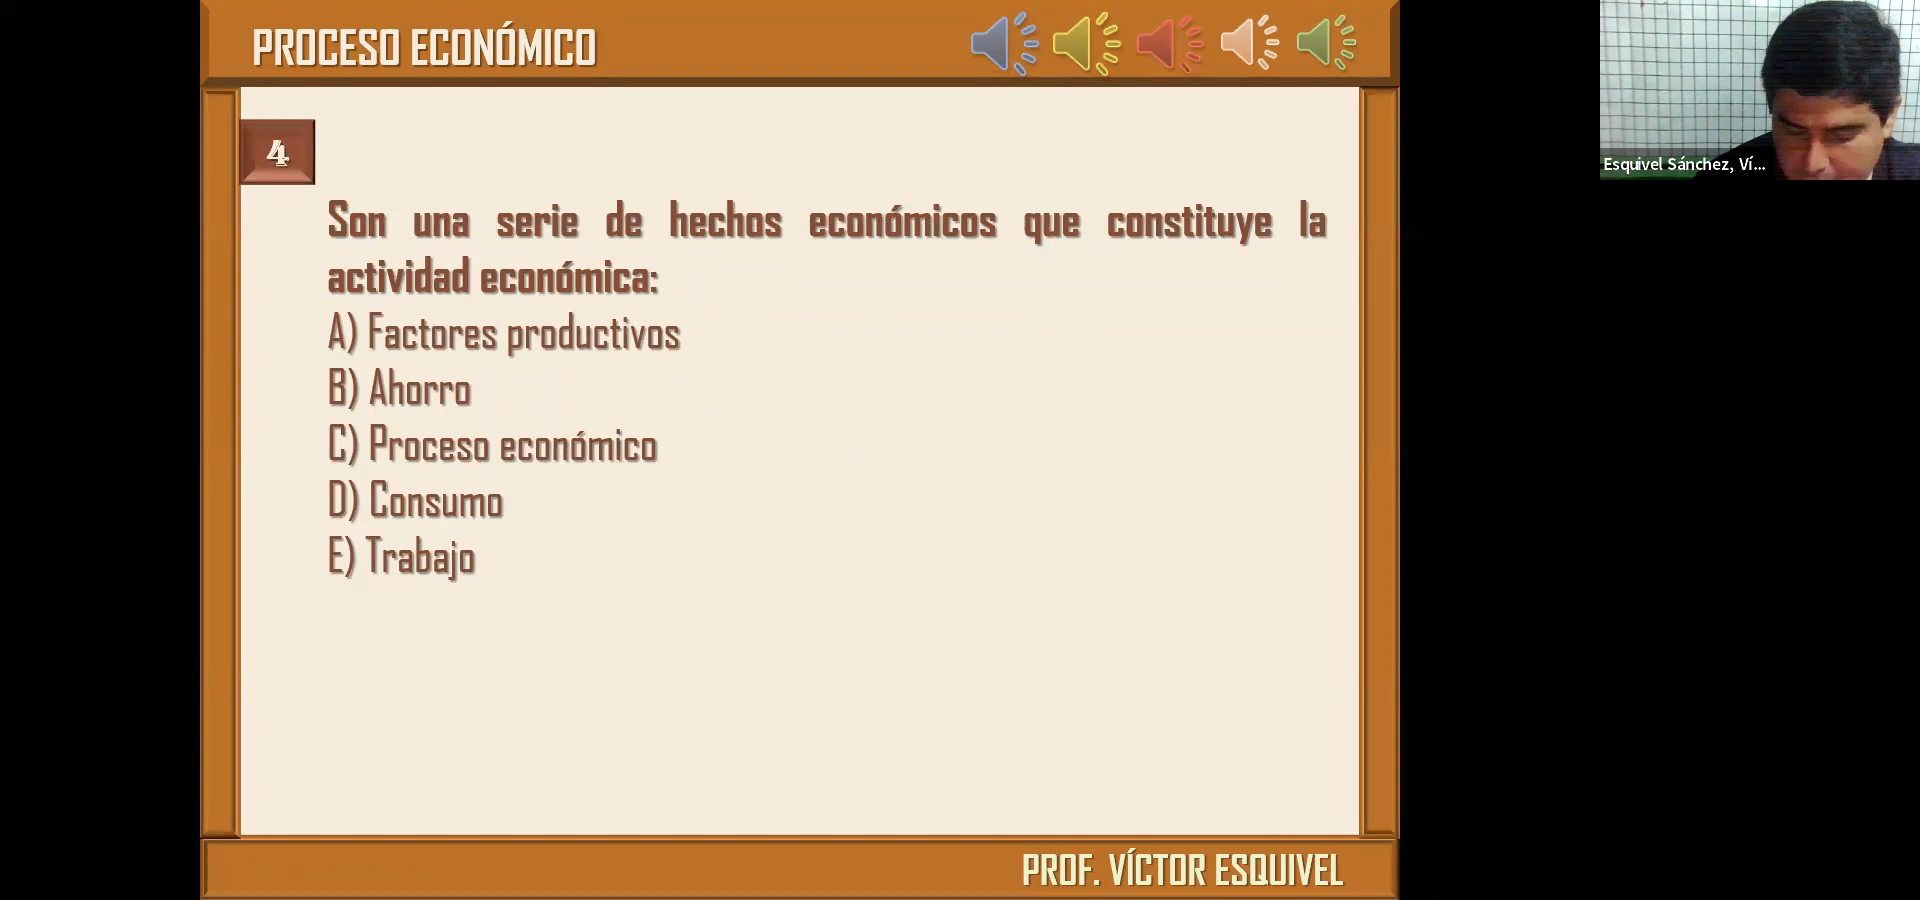 PROCESO ECONÓMICO
4
Son una serie de hechos económicos que constituye la
actividad económica:
A) Factores productivos
B) Ahorro
C) Proceso económico
D) Consumo
E) Trabajo
PROF. VÍCTOR ESQUIVEL
Esquivel Sánchez, Ví...